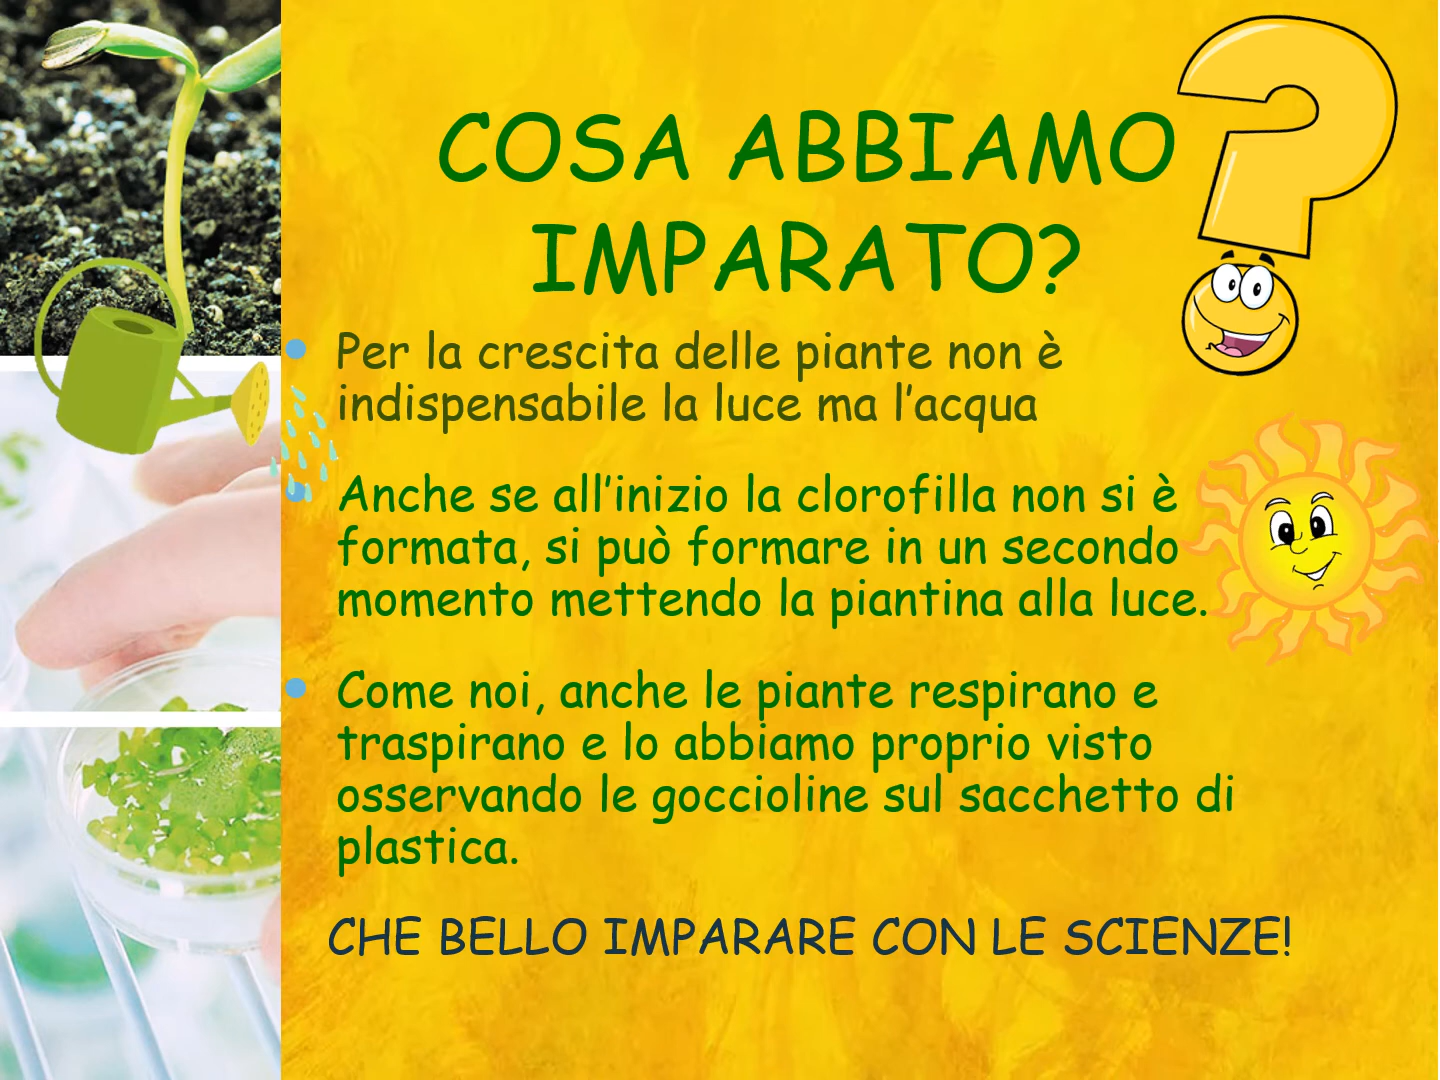 COSA ABBIAMO
IMPARATO?
Per la crescita delle piante non è
indispensabile la luce ma l’acqua
Anche se all’inizio la clorofilla non si è
formata, si può formare in un secondo
momento mettendo la piantina alla luce.
Come noi, anche le piante respirano e
traspirano e lo abbiamo proprio visto
osservando le goccioline sul sacchetto di
plastica.
CHE BELLO IMPARARE CON LE SCIENZE!